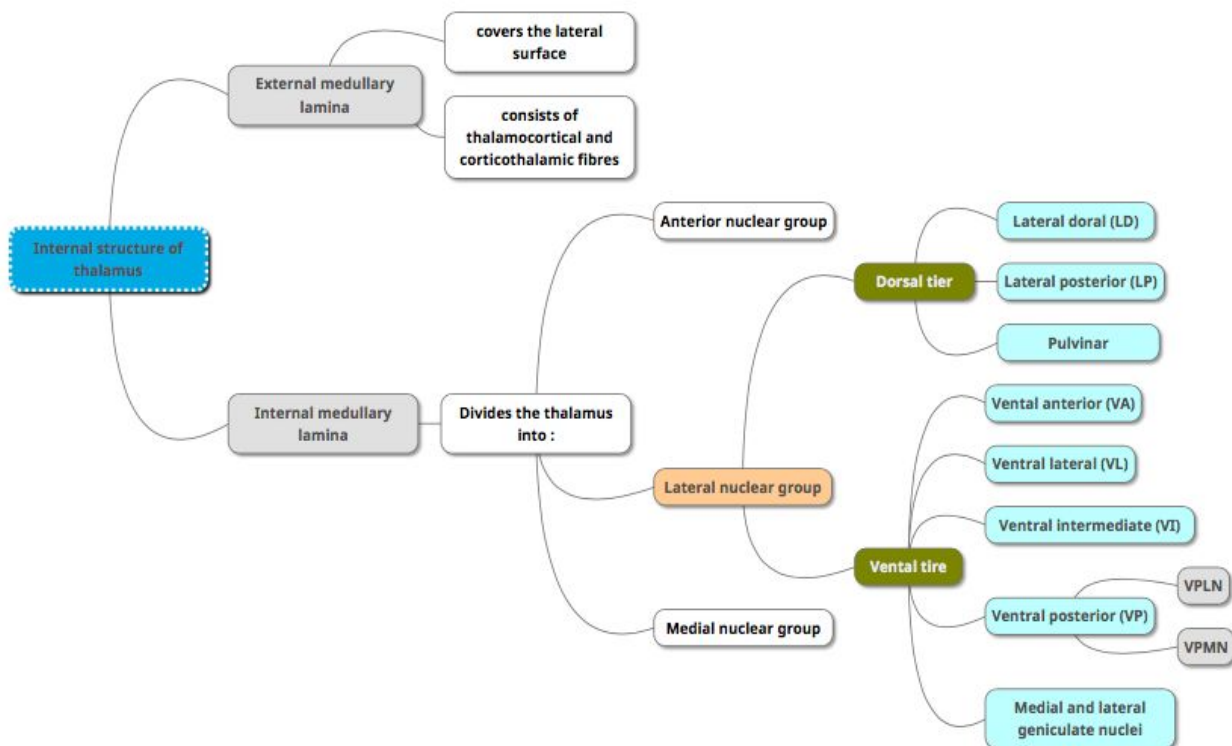 covers the lateral
surface
External medullary
lamina
consists of
thalamocortical and
corticothalamic fibres
Internal structure of
thalamus
Anterior nuclear group
Lateral doral (LD)
Dorsal tier
Lateral posterior (LP)
Pulvinar
Internal medullary
lamina
Divides the thalamus
into :
Lateral nuclear group
Vental anterior (VA)
Ventral lateral (VL)
Ventral intermediate (VI)
Vental tire
Ventral posterior (VP)
VPLN
VPMN
Medial nuclear group
Medial and lateral
geniculate nuclei